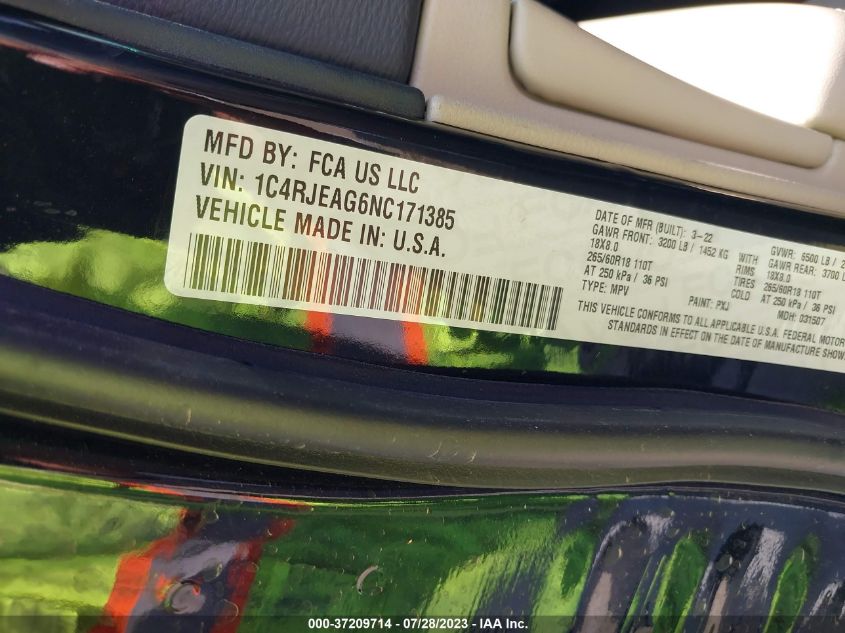 MFD BY: FCA US LLC
VIN: 1C4RJEAG6NC171385
VEHICLE MADE IN: U.S.A.
DATE OF MFR (BUILT): 3-22
GAWR FRONT: 3200 LB / 1452 KG
18X8.0
265/60R18 110T
AT 250 kPa / 36 PSI
TYPE: MPV
WITH
RIMS
TIRES
COLD
PAINT: PXJ
GVWR: 6500 LB / 2
GAWR REAR: 3700 L
18X8.0
265/60R18 110T
AT 250 kPa / 36 PSI
MDH: 031507
THIS VEHICLE CONFORMS TO ALL APPLICABLE U.S.A. FEDERAL MOTOR
STANDARDS IN EFFECT ON THE DATE OF MANUFACTURE SHOW
000-37209714 - 07/28/2023 - IAA Inc.